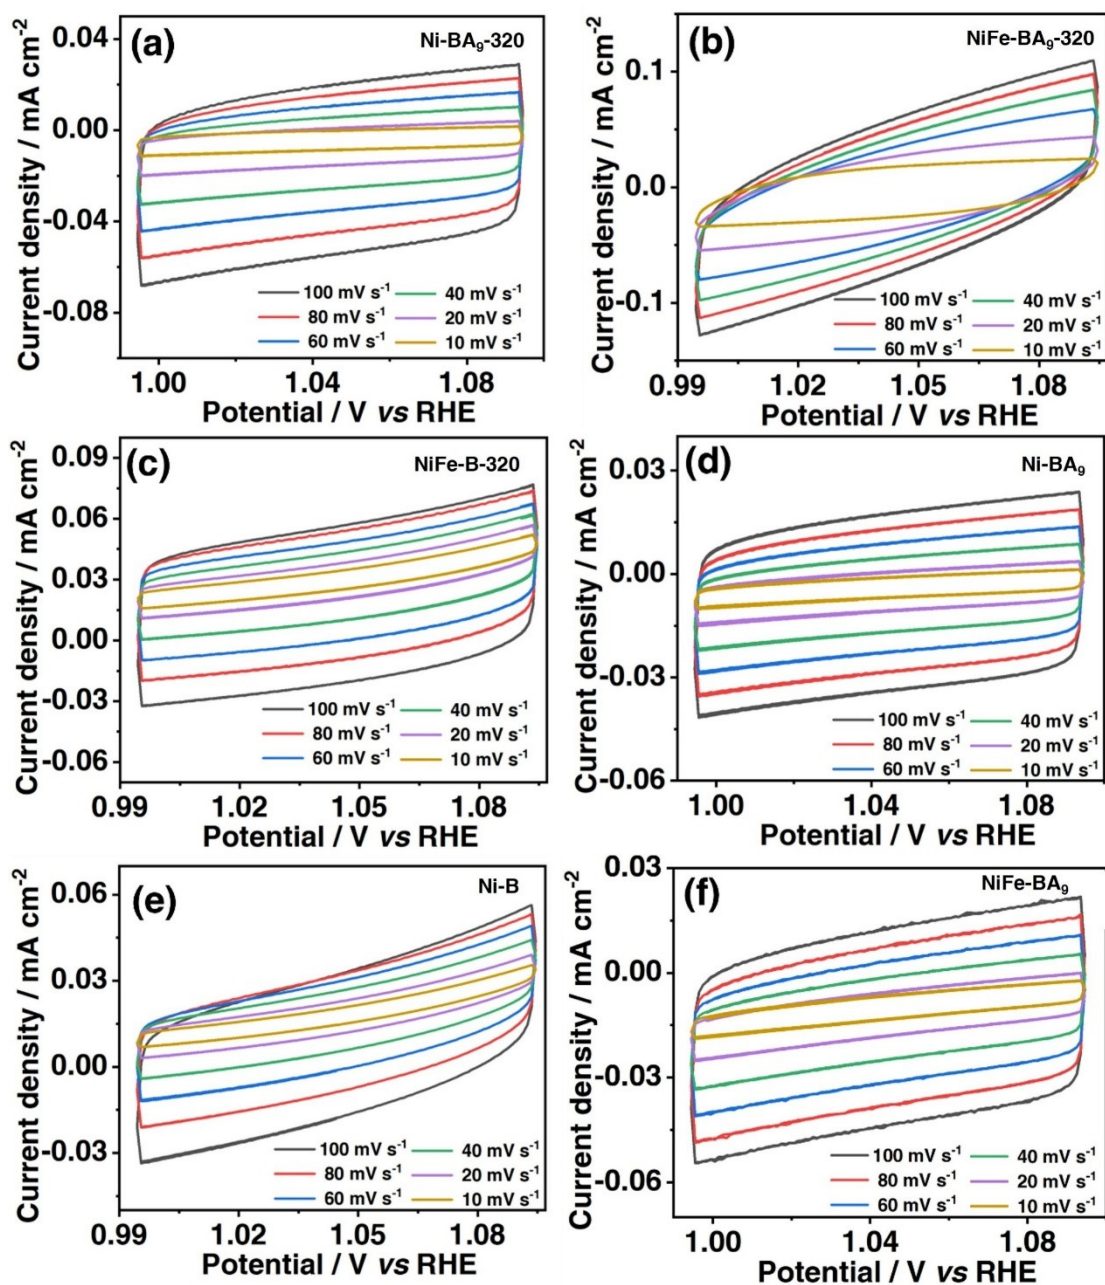 (a) Ni-BA₉-320
0.04
0.00
-0.04
-0.08
Current density / mA cm⁻²
100 mV s⁻¹ 40 mV s⁻¹
80 mV s⁻¹ 20 mV s⁻¹
60 mV s⁻¹ 10 mV s⁻¹
1.00 1.04 1.08
Potential / V vs RHE
(b) NiFe-BA₉-320
0.1
0.0
-0.1
Current density / mA cm⁻²
100 mV s⁻¹ 40 mV s⁻¹
80 mV s⁻¹ 20 mV s⁻¹
60 mV s⁻¹ 10 mV s⁻¹
0.99 1.02 1.05 1.08
Potential / V vs RHE
(c) NiFe-B-320
0.09
0.06
0.03
0.00
-0.03
-0.06
Current density / mA cm⁻²
100 mV s⁻¹ 40 mV s⁻¹
80 mV s⁻¹ 20 mV s⁻¹
60 mV s⁻¹ 10 mV s⁻¹
0.99 1.02 1.05 1.08
Potential / V vs RHE
(d) Ni-BA₉
0.03
0.00
-0.03
-0.06
Current density / mA cm⁻²
100 mV s⁻¹ 40 mV s⁻¹
80 mV s⁻¹ 20 mV s⁻¹
60 mV s⁻¹ 10 mV s⁻¹
1.00 1.04 1.08
Potential / V vs RHE
(e) Ni-B
0.06
0.03
0.00
-0.03
Current density / mA cm⁻²
100 mV s⁻¹ 40 mV s⁻¹
80 mV s⁻¹ 20 mV s⁻¹
60 mV s⁻¹ 10 mV s⁻¹
0.99 1.02 1.05 1.08
Potential / V vs RHE
(f) NiFe-BA₉
0.03
0.00
-0.03
-0.06
Current density / mA cm⁻²
100 mV s⁻¹ 40 mV s⁻¹
80 mV s⁻¹ 20 mV s⁻¹
60 mV s⁻¹ 10 mV s⁻¹
1.00 1.04 1.08
Potential / V vs RHE